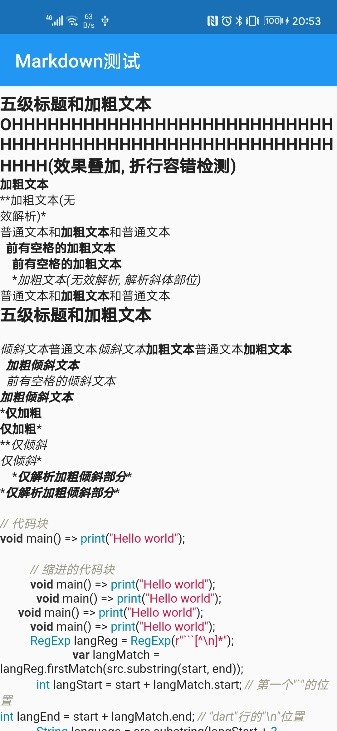 46 63 B/s 100 20:53
Markdown测试
五级标题和加粗文本
OHHHHHHHHHHHHHHHHHHHHHHHHHHH
HHHHHHHHHHHHHHHHHHHHHHHHHHHH
HHHH(效果叠加, 折行容错检测)
加粗文本
**加粗文本(无
效解析)*
普通文本和加粗文本和普通文本
前有空格的加粗文本
前有空格的加粗文本
*加粗文本(无效解析, 解析斜体部位)
普通文本和加粗文本和普通文本
五级标题和加粗文本
倾斜文本普通文本倾斜文本加粗文本普通文本加粗文本
加粗倾斜文本
前有空格的倾斜文本
加粗倾斜文本
*仅加粗
仅加粗*
**仅倾斜
仅倾斜*
*仅解析加粗倾斜部分*
*仅解析加粗倾斜部分*
// 代码块
void main() => print("Hello world");
// 缩进的代码块
void main() => print("Hello world");
void main() => print("Hello world");
void main() => print("Hello world");
void main() => print("Hello world");
RegExp langReg = RegExp(r"```[^\n]*");
var langMatch =
langReg.firstMatch(src.substring(start, end));
int langStart = start + langMatch.start; // 第一个"`"的位
置
int langEnd = start + langMatch.end; // "dart"行的"\n"位置
String language = src.substring(langStart + 3,